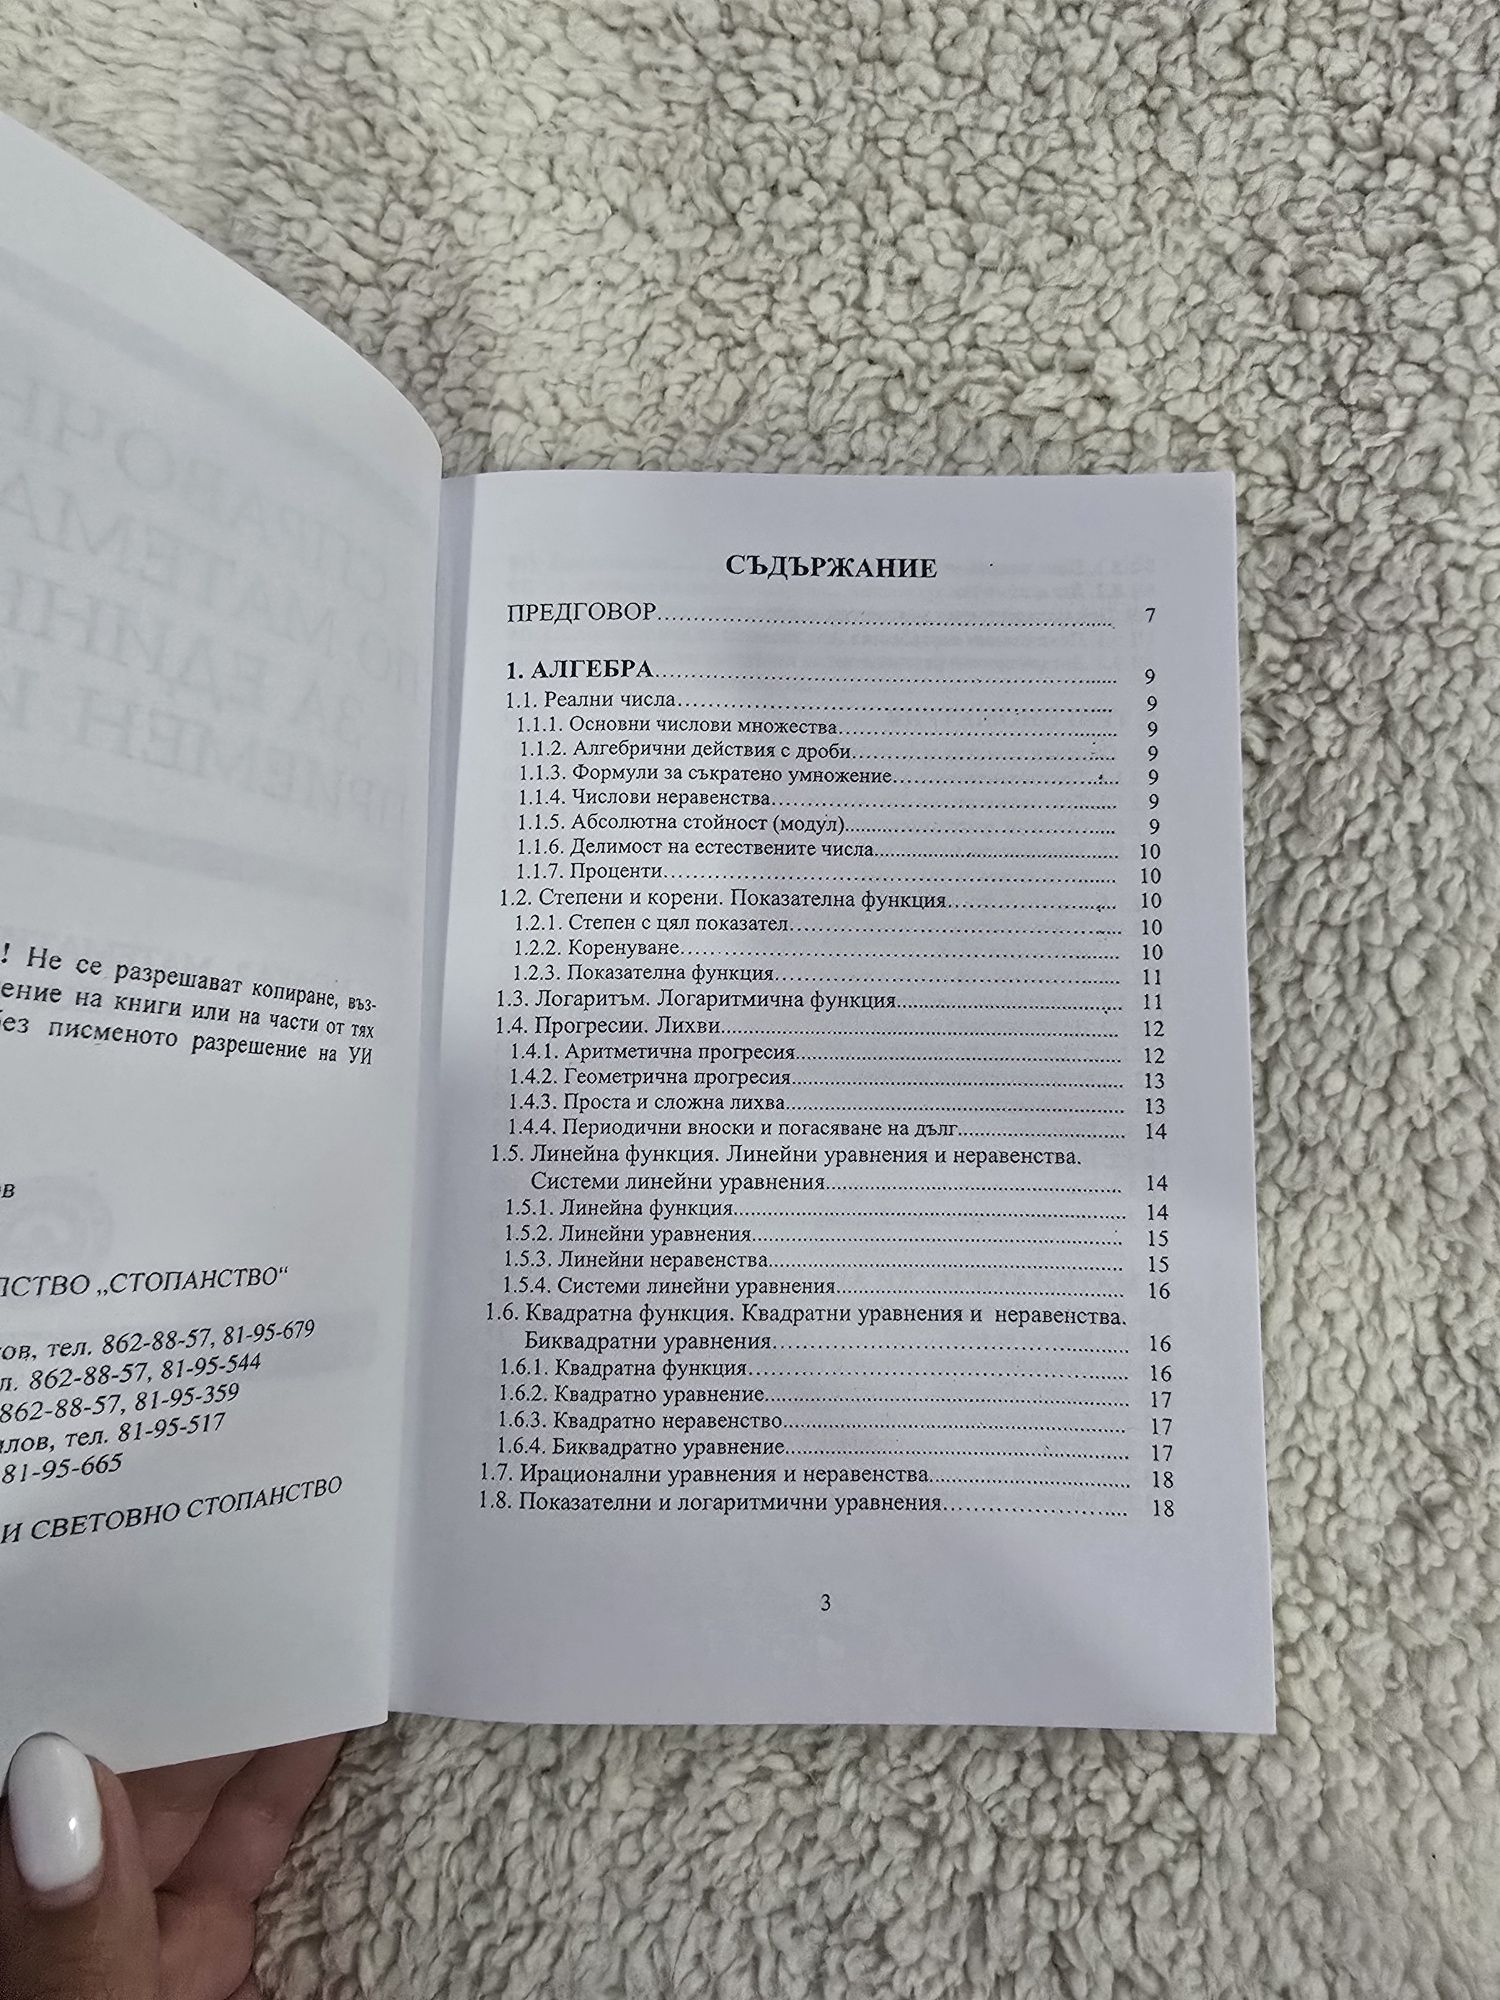 ! Не се разрешават копиране, въз-
ение на книги или на части от тях
без писменото разрешение на УИ
ов
ЛСТВО „СТОПАНСТВО“
ков, тел. 862-88-57, 81-95-679
л. 862-88-57, 81-95-544
862-88-57, 81-95-359
илов, тел. 81-95-517
81-95-665
И СВЕТОВНО СТОПАНСТВО
СЪДЪРЖАНИЕ
ПРЕДГОВОР 7
1. АЛГЕБРА 9
1.1. Реални числа 9
1.1.1. Основни числови множества 9
1.1.2. Алгебрични действия с дроби 9
1.1.3. Формули за съкратено умножение 9
1.1.4. Числови неравенства 9
1.1.5. Абсолютна стойност (модул) 9
1.1.6. Делимост на естествените числа 10
1.1.7. Проценти 10
1.2. Степени и корени. Показателна функция 10
1.2.1. Степен с цял показател 10
1.2.2. Коренуване 10
1.2.3. Показателна функция 11
1.3. Логаритъм. Логаритмична функция 11
1.4. Прогресии. Лихви 12
1.4.1. Аритметична прогресия 12
1.4.2. Геометрична прогресия 13
1.4.3. Проста и сложна лихва 13
1.4.4. Периодични вноски и погасяване на дълг 14
1.5. Линейна функция. Линейни уравнения и неравенства.
Системи линейни уравнения 14
1.5.1. Линейна функция 14
1.5.2. Линейни уравнения 15
1.5.3. Линейни неравенства 15
1.5.4. Системи линейни уравнения 16
1.6. Квадратна функция. Квадратни уравнения и неравенства.
Биквадратни уравнения 16
1.6.1. Квадратна функция 16
1.6.2. Квадратно уравнение 17
1.6.3. Квадратно неравенство 17
1.6.4. Биквадратно уравнение 17
1.7. Ирационални уравнения и неравенства 18
1.8. Показателни и логаритмични уравнения 18
3